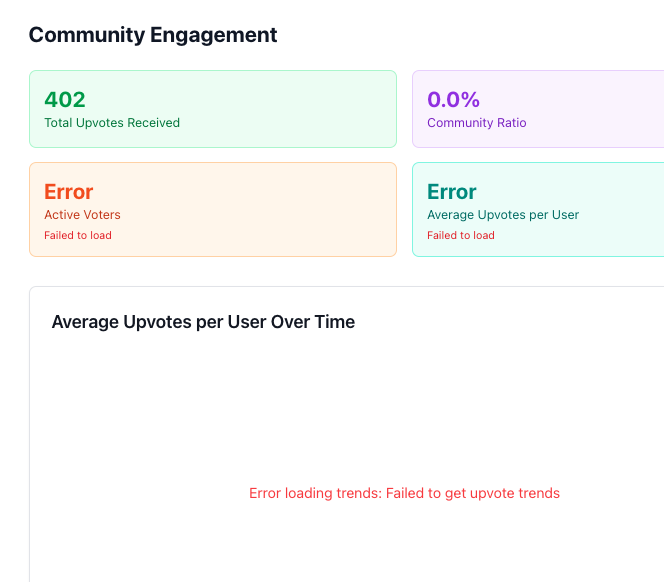 Community Engagement
402
Total Upvotes Received
0.0%
Community Ratio
Error
Active Voters
Failed to load
Error
Average Upvotes per User
Failed to load
Average Upvotes per User Over Time
Error loading trends: Failed to get upvote trends